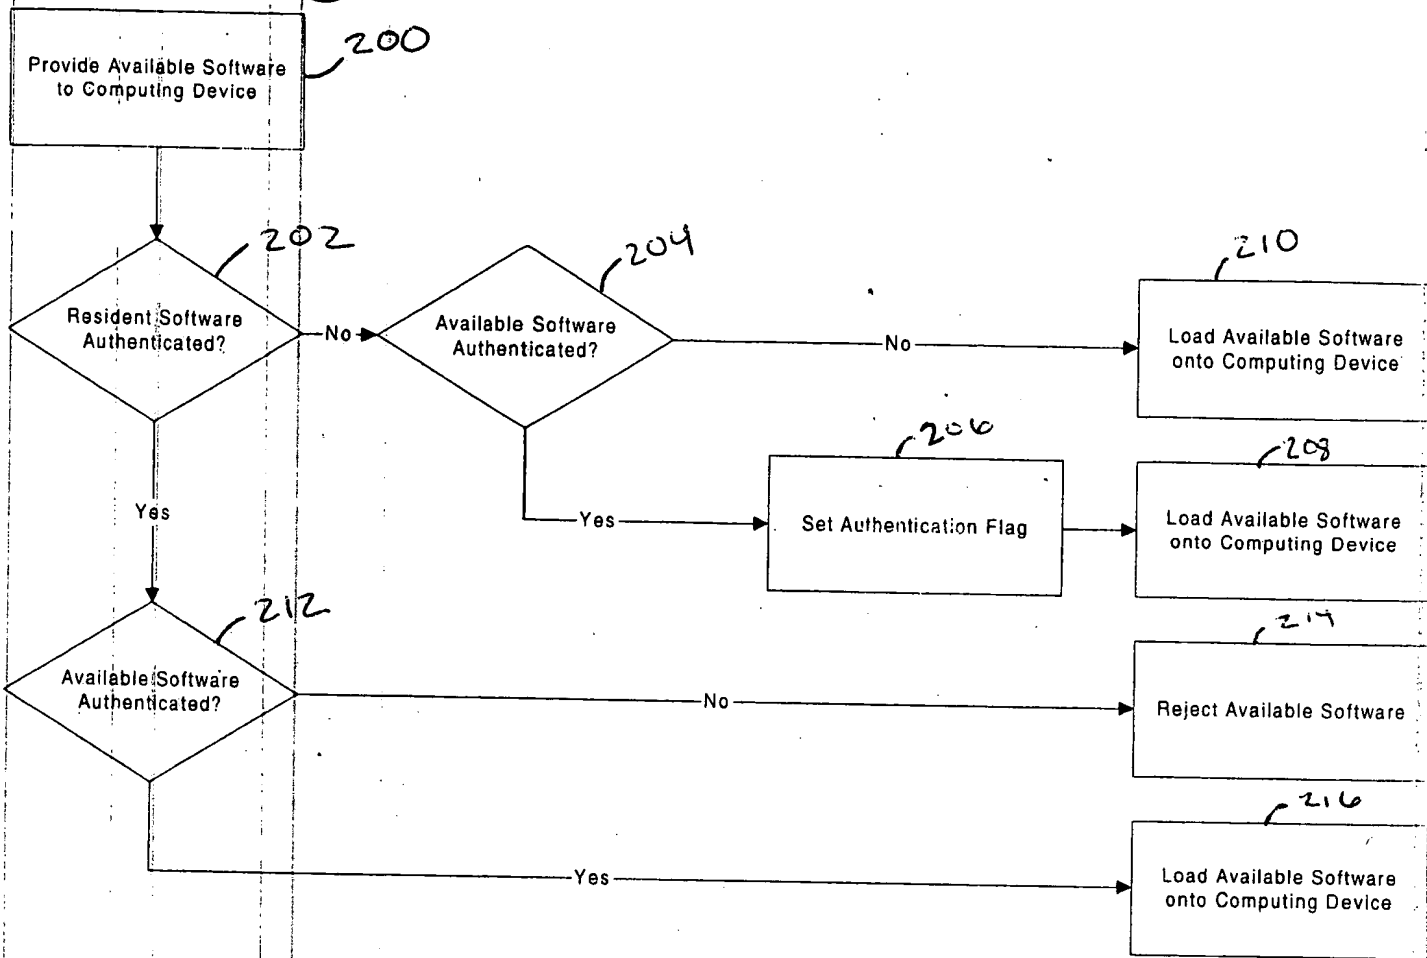 200
Provide Available Software
to Computing Device
202
204
210
Resident Software
Authenticated?
No
Available Software
Authenticated?
No
Load Available Software
onto Computing Device
206
208
Yes
Yes
Set Authentication Flag
Load Available Software
onto Computing Device
212
214
Available Software
Authenticated?
No
Reject Available Software
216
Yes
Load Available Software
onto Computing Device